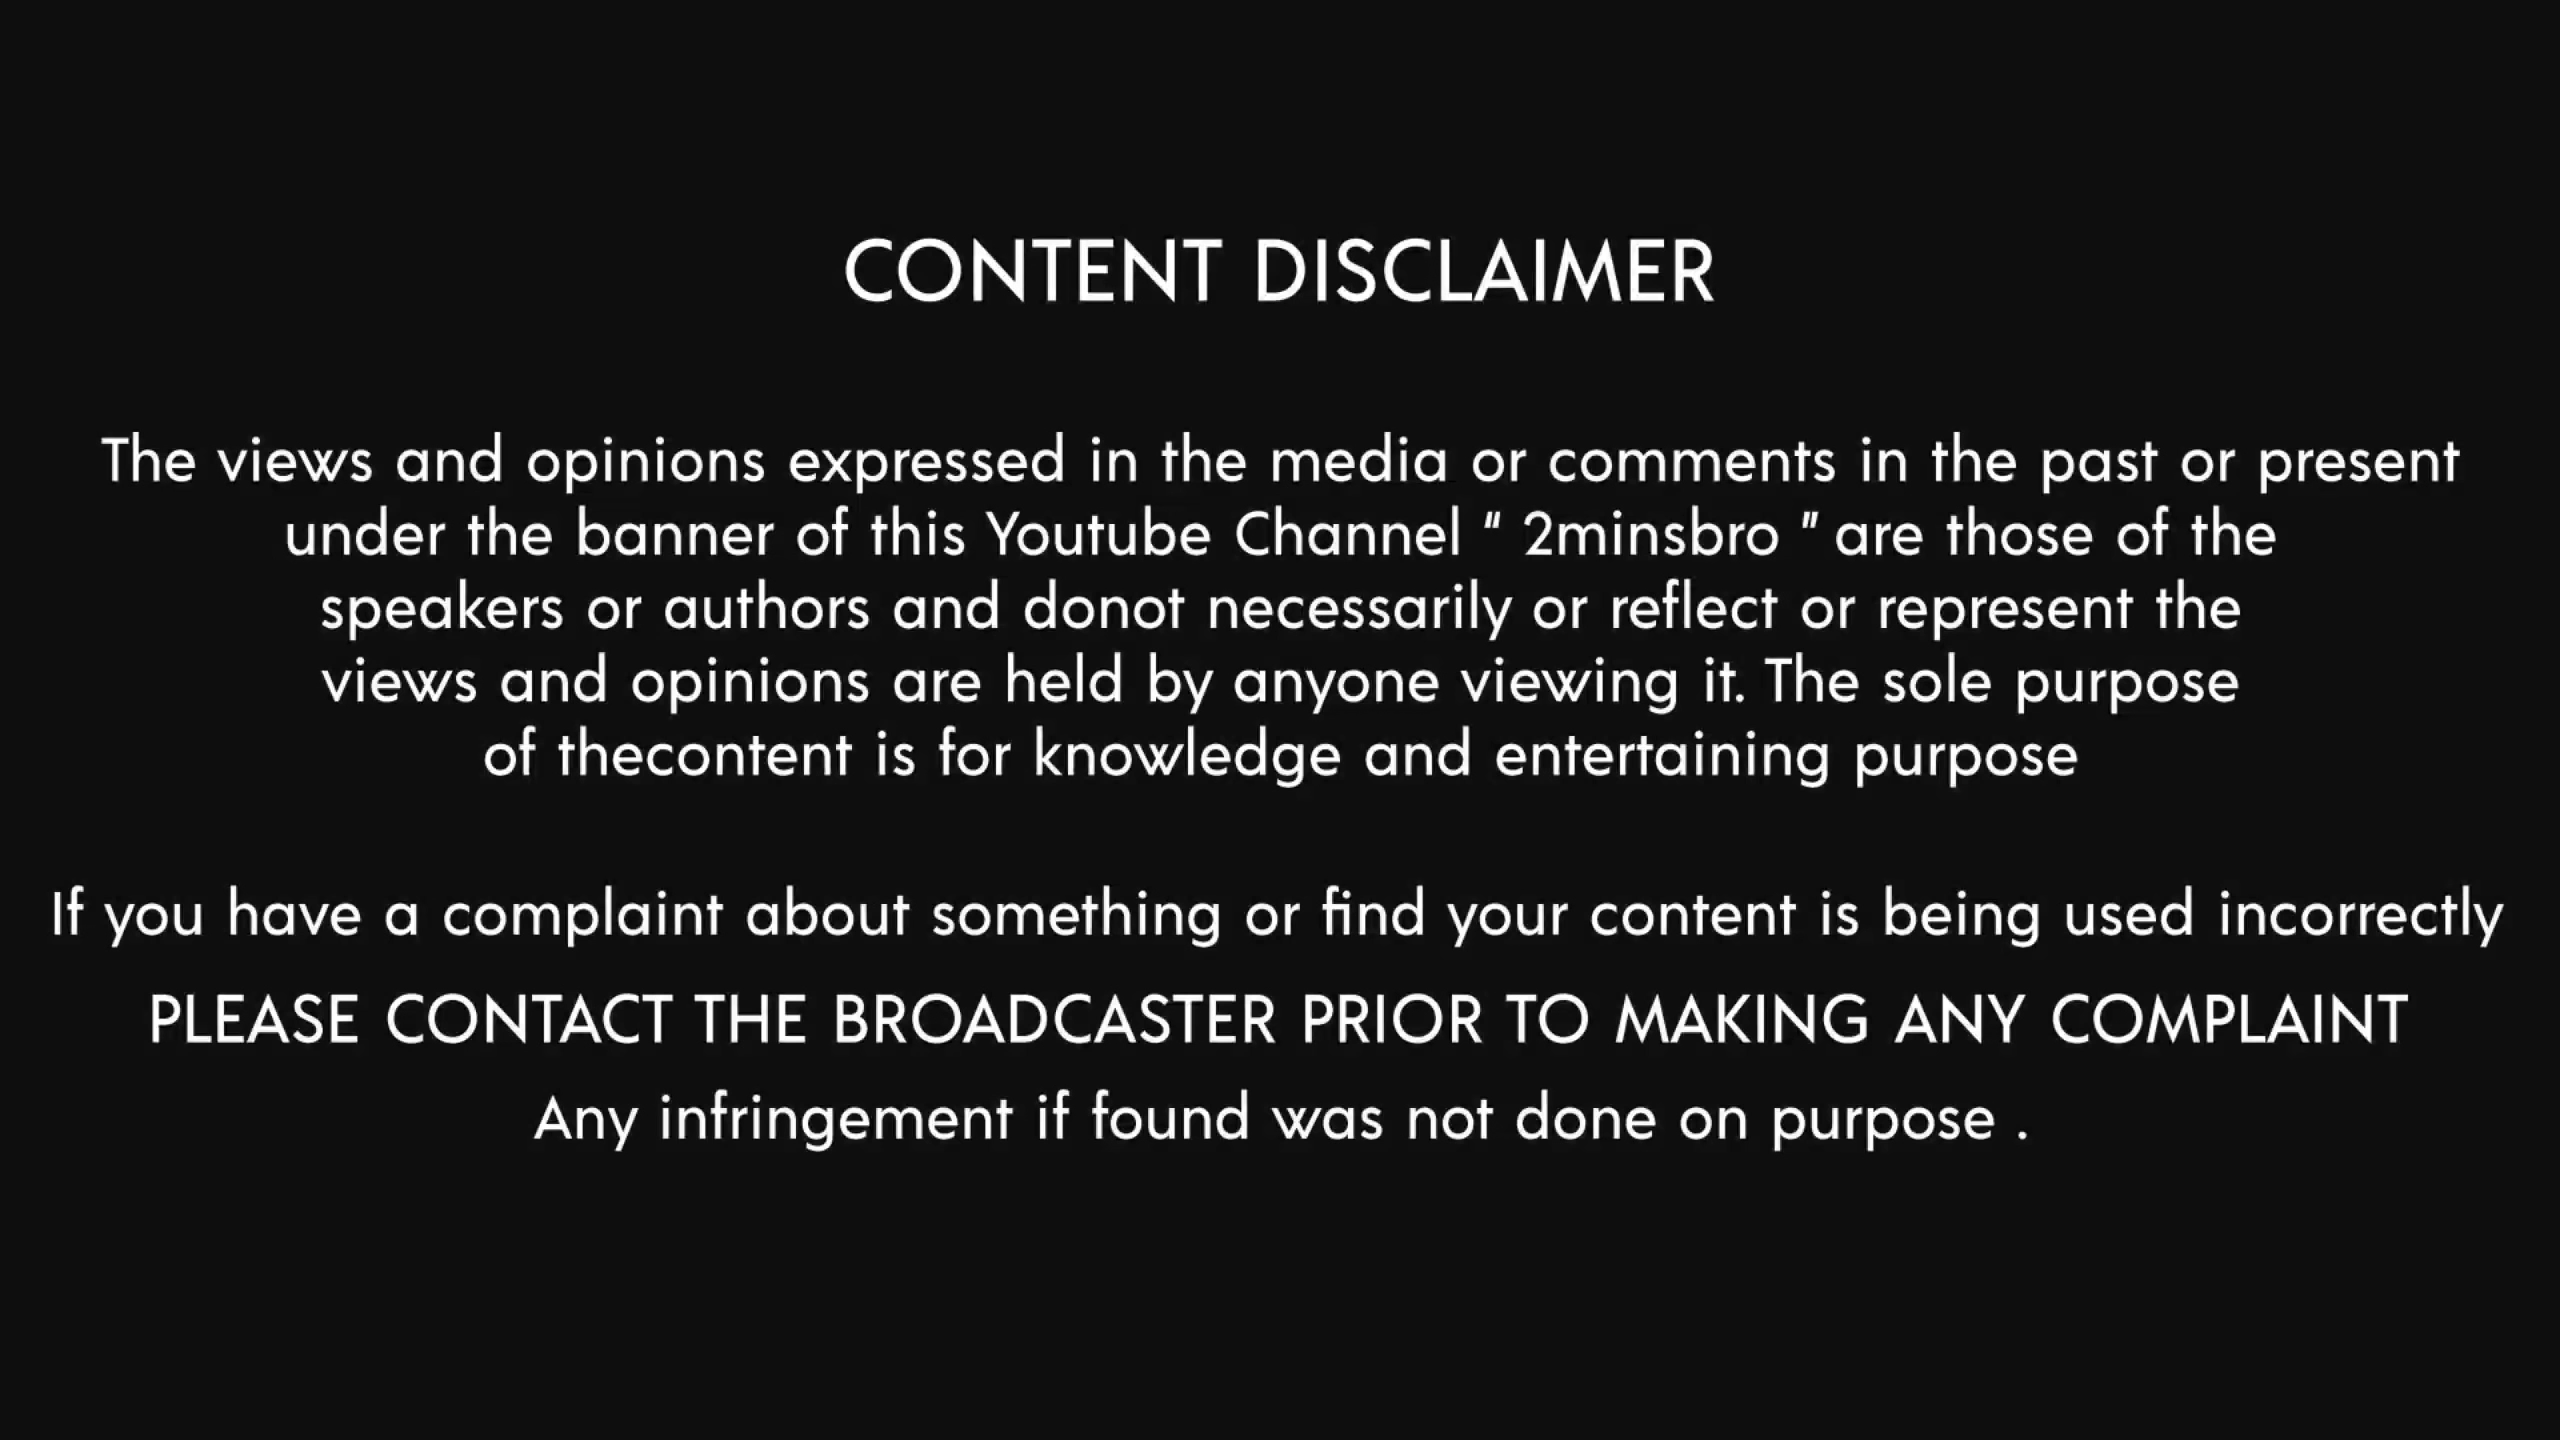 CONTENT DISCLAIMER
The views and opinions expressed in the media or comments in the past or present
under the banner of this Youtube Channel “ 2minsbro ” are those of the
speakers or authors and donot necessarily or reflect or represent the
views and opinions are held by anyone viewing it. The sole purpose
of thecontent is for knowledge and entertaining purpose
If you have a complaint about something or find your content is being used incorrectly
PLEASE CONTACT THE BROADCASTER PRIOR TO MAKING ANY COMPLAINT
Any infringement if found was not done on purpose .